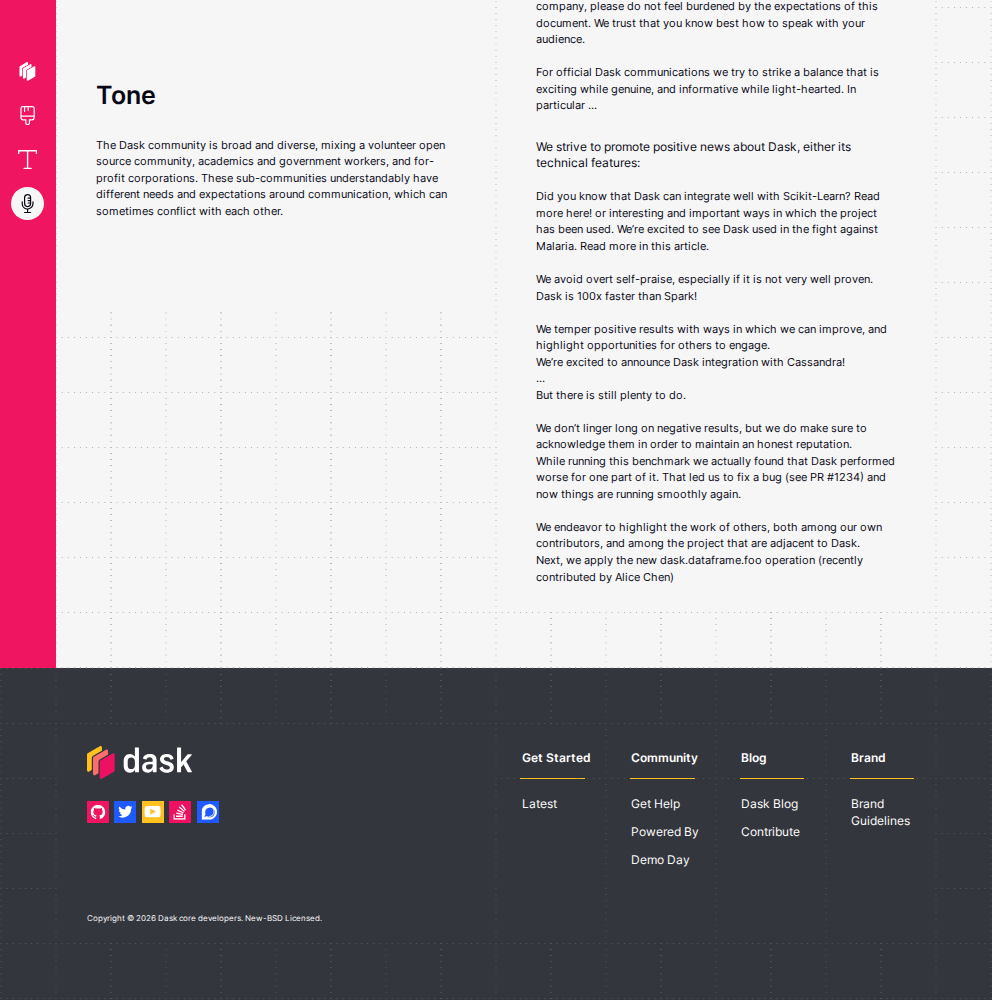 Tone
The Dask community is broad and diverse, mixing a volunteer open
source community, academics and government workers, and for-
profit corporations. These sub-communities understandably have
different needs and expectations around communication, which can
sometimes conflict with each other.
company, please do not feel burdened by the expectations of this
document. We trust that you know best how to speak with your
audience.
For official Dask communications we try to strike a balance that is
exciting while genuine, and informative while light-hearted. In
particular ...
We strive to promote positive news about Dask, either its
technical features:
Did you know that Dask can integrate well with Scikit-Learn? Read
more here! or interesting and important ways in which the project
has been used. We’re excited to see Dask used in the fight against
Malaria. Read more in this article.
We avoid overt self-praise, especially if it is not very well proven.
Dask is 100x faster than Spark!
We temper positive results with ways in which we can improve, and
highlight opportunities for others to engage.
We’re excited to announce Dask integration with Cassandra!
...
But there is still plenty to do.
We don’t linger long on negative results, but we do make sure to
acknowledge them in order to maintain an honest reputation.
While running this benchmark we actually found that Dask performed
worse for one part of it. That led us to fix a bug (see PR #1234) and
now things are running smoothly again.
We endeavor to highlight the work of others, both among our own
contributors, and among the project that are adjacent to Dask.
Next, we apply the new dask.dataframe.foo operation (recently
contributed by Alice Chen)
dask
Get Started
Latest
Community
Get Help
Powered By
Demo Day
Blog
Dask Blog
Contribute
Brand
Brand
Guidelines
Copyright © 2026 Dask core developers. New-BSD Licensed.